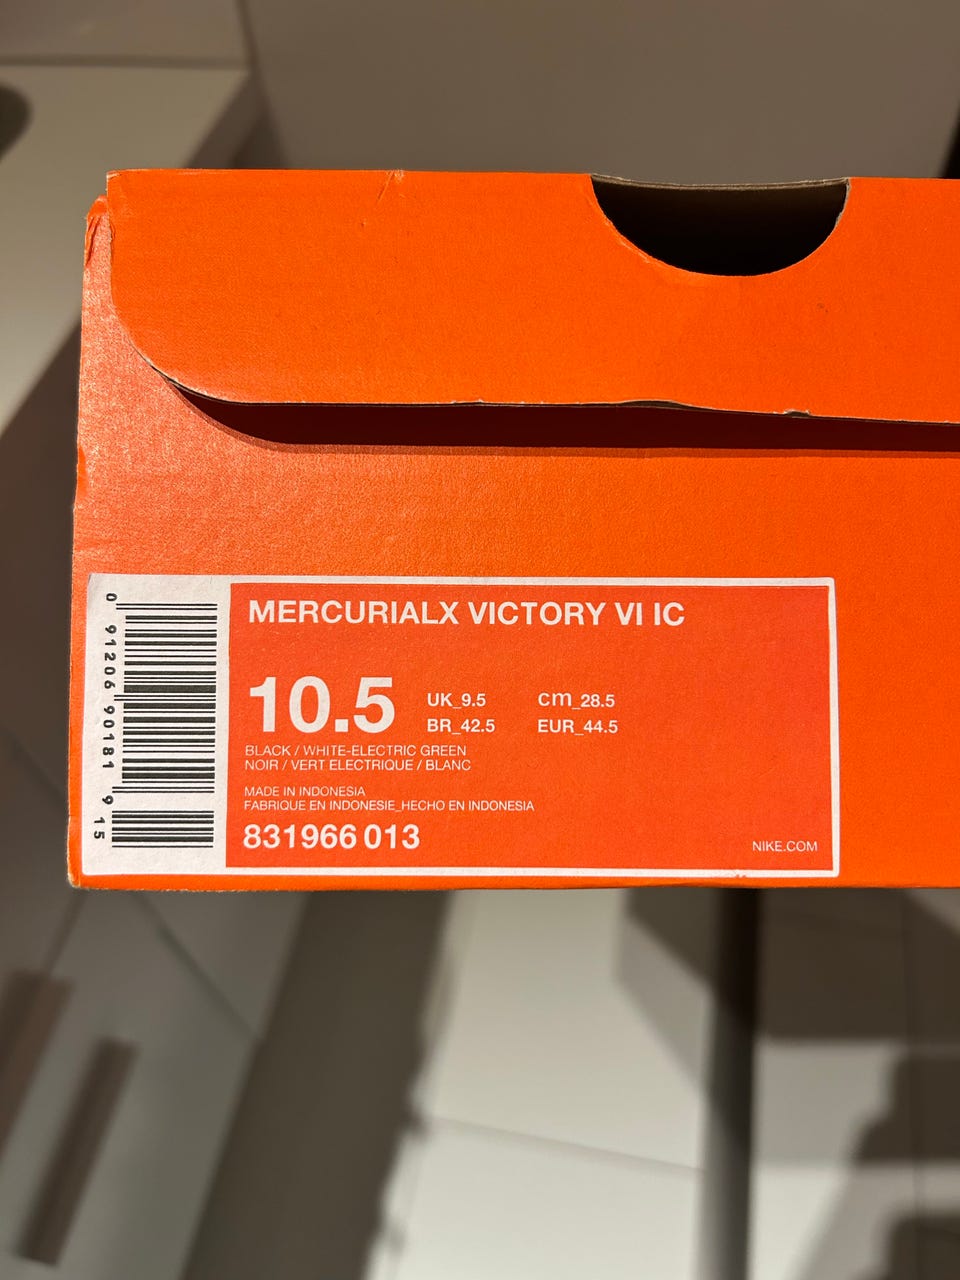 MERCURIALX VICTORY VI IC
10.5
UK_9.5 cm_28.5
BR_42.5 EUR_44.5
BLACK / WHITE-ELECTRIC GREEN
NOIR / VERT ELECTRIQUE / BLANC
MADE IN INDONESIA
FABRIQUE EN INDONESIE_HECHO EN INDONESIA
831966 013
NIKE.COM
0 91206 90181 9 15